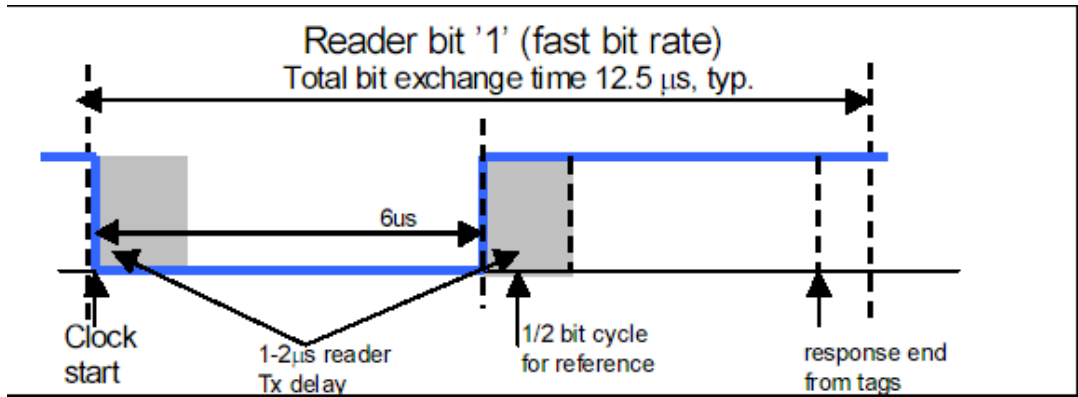 Reader bit '1' (fast bit rate)
Total bit exchange time 12.5 μs, typ.
6us
Clock
start
1-2μs reader
Tx delay
1/2 bit cycle
for reference
response end
from tags